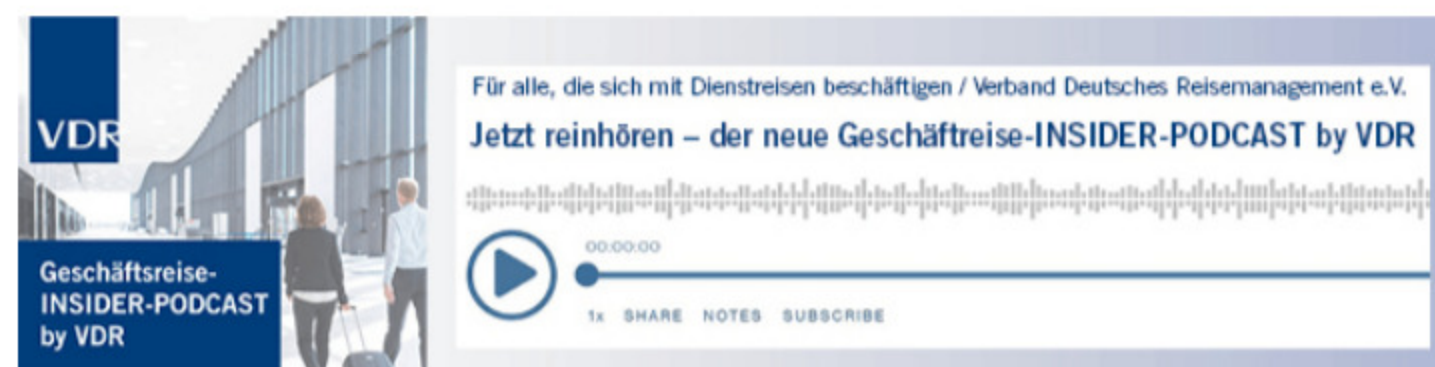 VDR
Geschäftsreise-
INSIDER-PODCAST
by VDR
Für alle, die sich mit Dienstreisen beschäftigen / Verband Deutsches Reisemanagement e.V.
Jetzt reinhören – der neue Geschäftreise-INSIDER-PODCAST by VDR
00:00:00
1x SHARE NOTES SUBSCRIBE